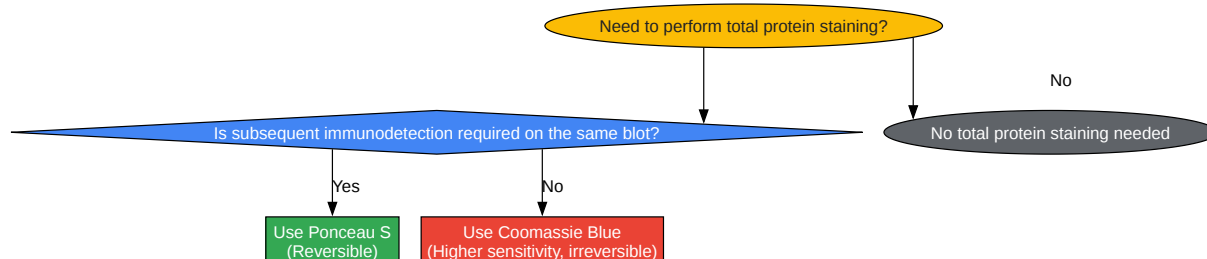 Need to perform total protein staining?
No
Is subsequent immunodetection required on the same blot?
No total protein staining needed
Yes
No
Use Ponceau S
(Reversible)
Use Coomassie Blue
(Higher sensitivity, irreversible)